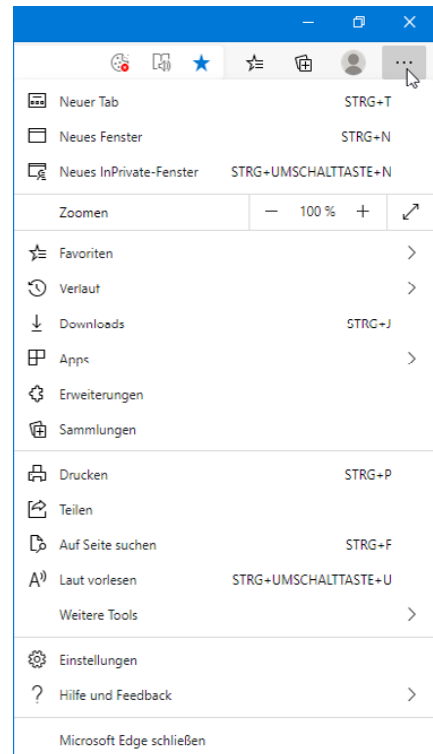 Neuer Tab STRG+T
Neues Fenster STRG+N
Neues InPrivate-Fenster STRG+UMSCHALTTASTE+N
Zoomen — 100 % +
Favoriten
Verlauf
Downloads STRG+J
Apps
Erweiterungen
Sammlungen
Drucken STRG+P
Teilen
Auf Seite suchen STRG+F
Laut vorlesen STRG+UMSCHALTTASTE+U
Weitere Tools
Einstellungen
Hilfe und Feedback
Microsoft Edge schließen